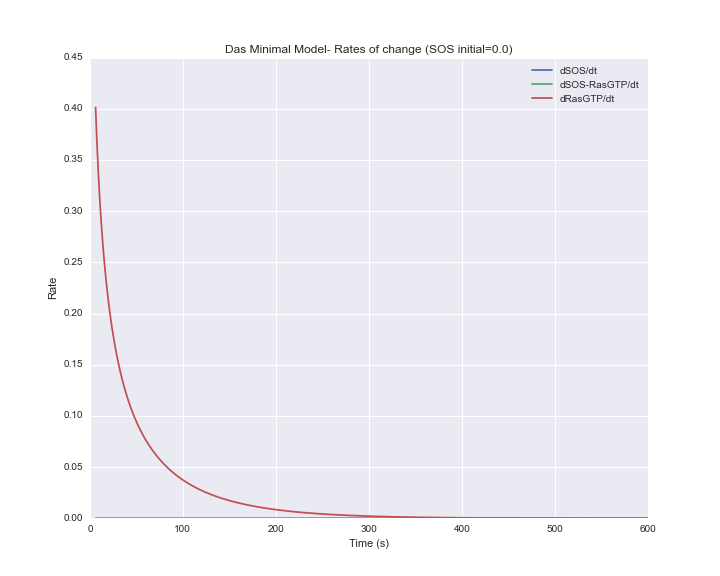 Das Minimal Model- Rates of change (SOS initial=0.0)
dSOS/dt
dSOS-RasGTP/dt
dRasGTP/dt
0.45
0.40
0.35
0.30
0.25
0.20
0.15
0.10
0.05
0.00
Rate
0 100 200 300 400 500 600
Time (s)